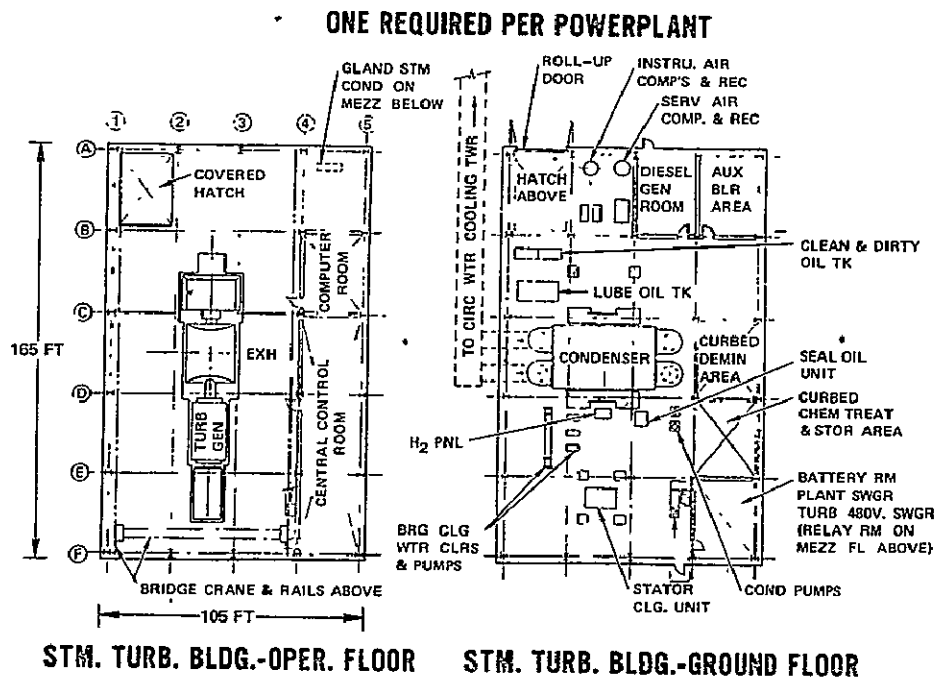 ONE REQUIRED PER POWERPLANT
GLAND STM
COND ON
MEZZ BELOW
1
2
3
4
5
A
B
C
D
E
F
COVERED
HATCH
COMPUTER
ROOM
EXH
TURB
GEN
CENTRAL CONTROL
ROOM
165 FT
BRIDGE CRANE & RAILS ABOVE
105 FT
STM. TURB. BLDG.-OPER. FLOOR
ROLL-UP
DOOR
INSTRU. AIR
COMP'S & REC
SERV AIR
COMP. & REC
TO CIRC WTR COOLING TWR
HATCH
ABOVE
DIESEL
GEN
ROOM
AUX
BLR
AREA
CLEAN & DIRTY
OIL TK
LUBE OIL TK
CONDENSER
CURBED
DEMIN
AREA
SEAL OIL
UNIT
CURBED
CHEM TREAT
& STOR AREA
H2 PNL
BATTERY RM
PLANT SWGR
TURB 480V. SWGR
(RELAY RM ON
MEZZ FL ABOVE)
BRG CLG
WTR CLRS
& PUMPS
STATOR
CLG. UNIT
COND PUMPS
STM. TURB. BLDG.-GROUND FLOOR